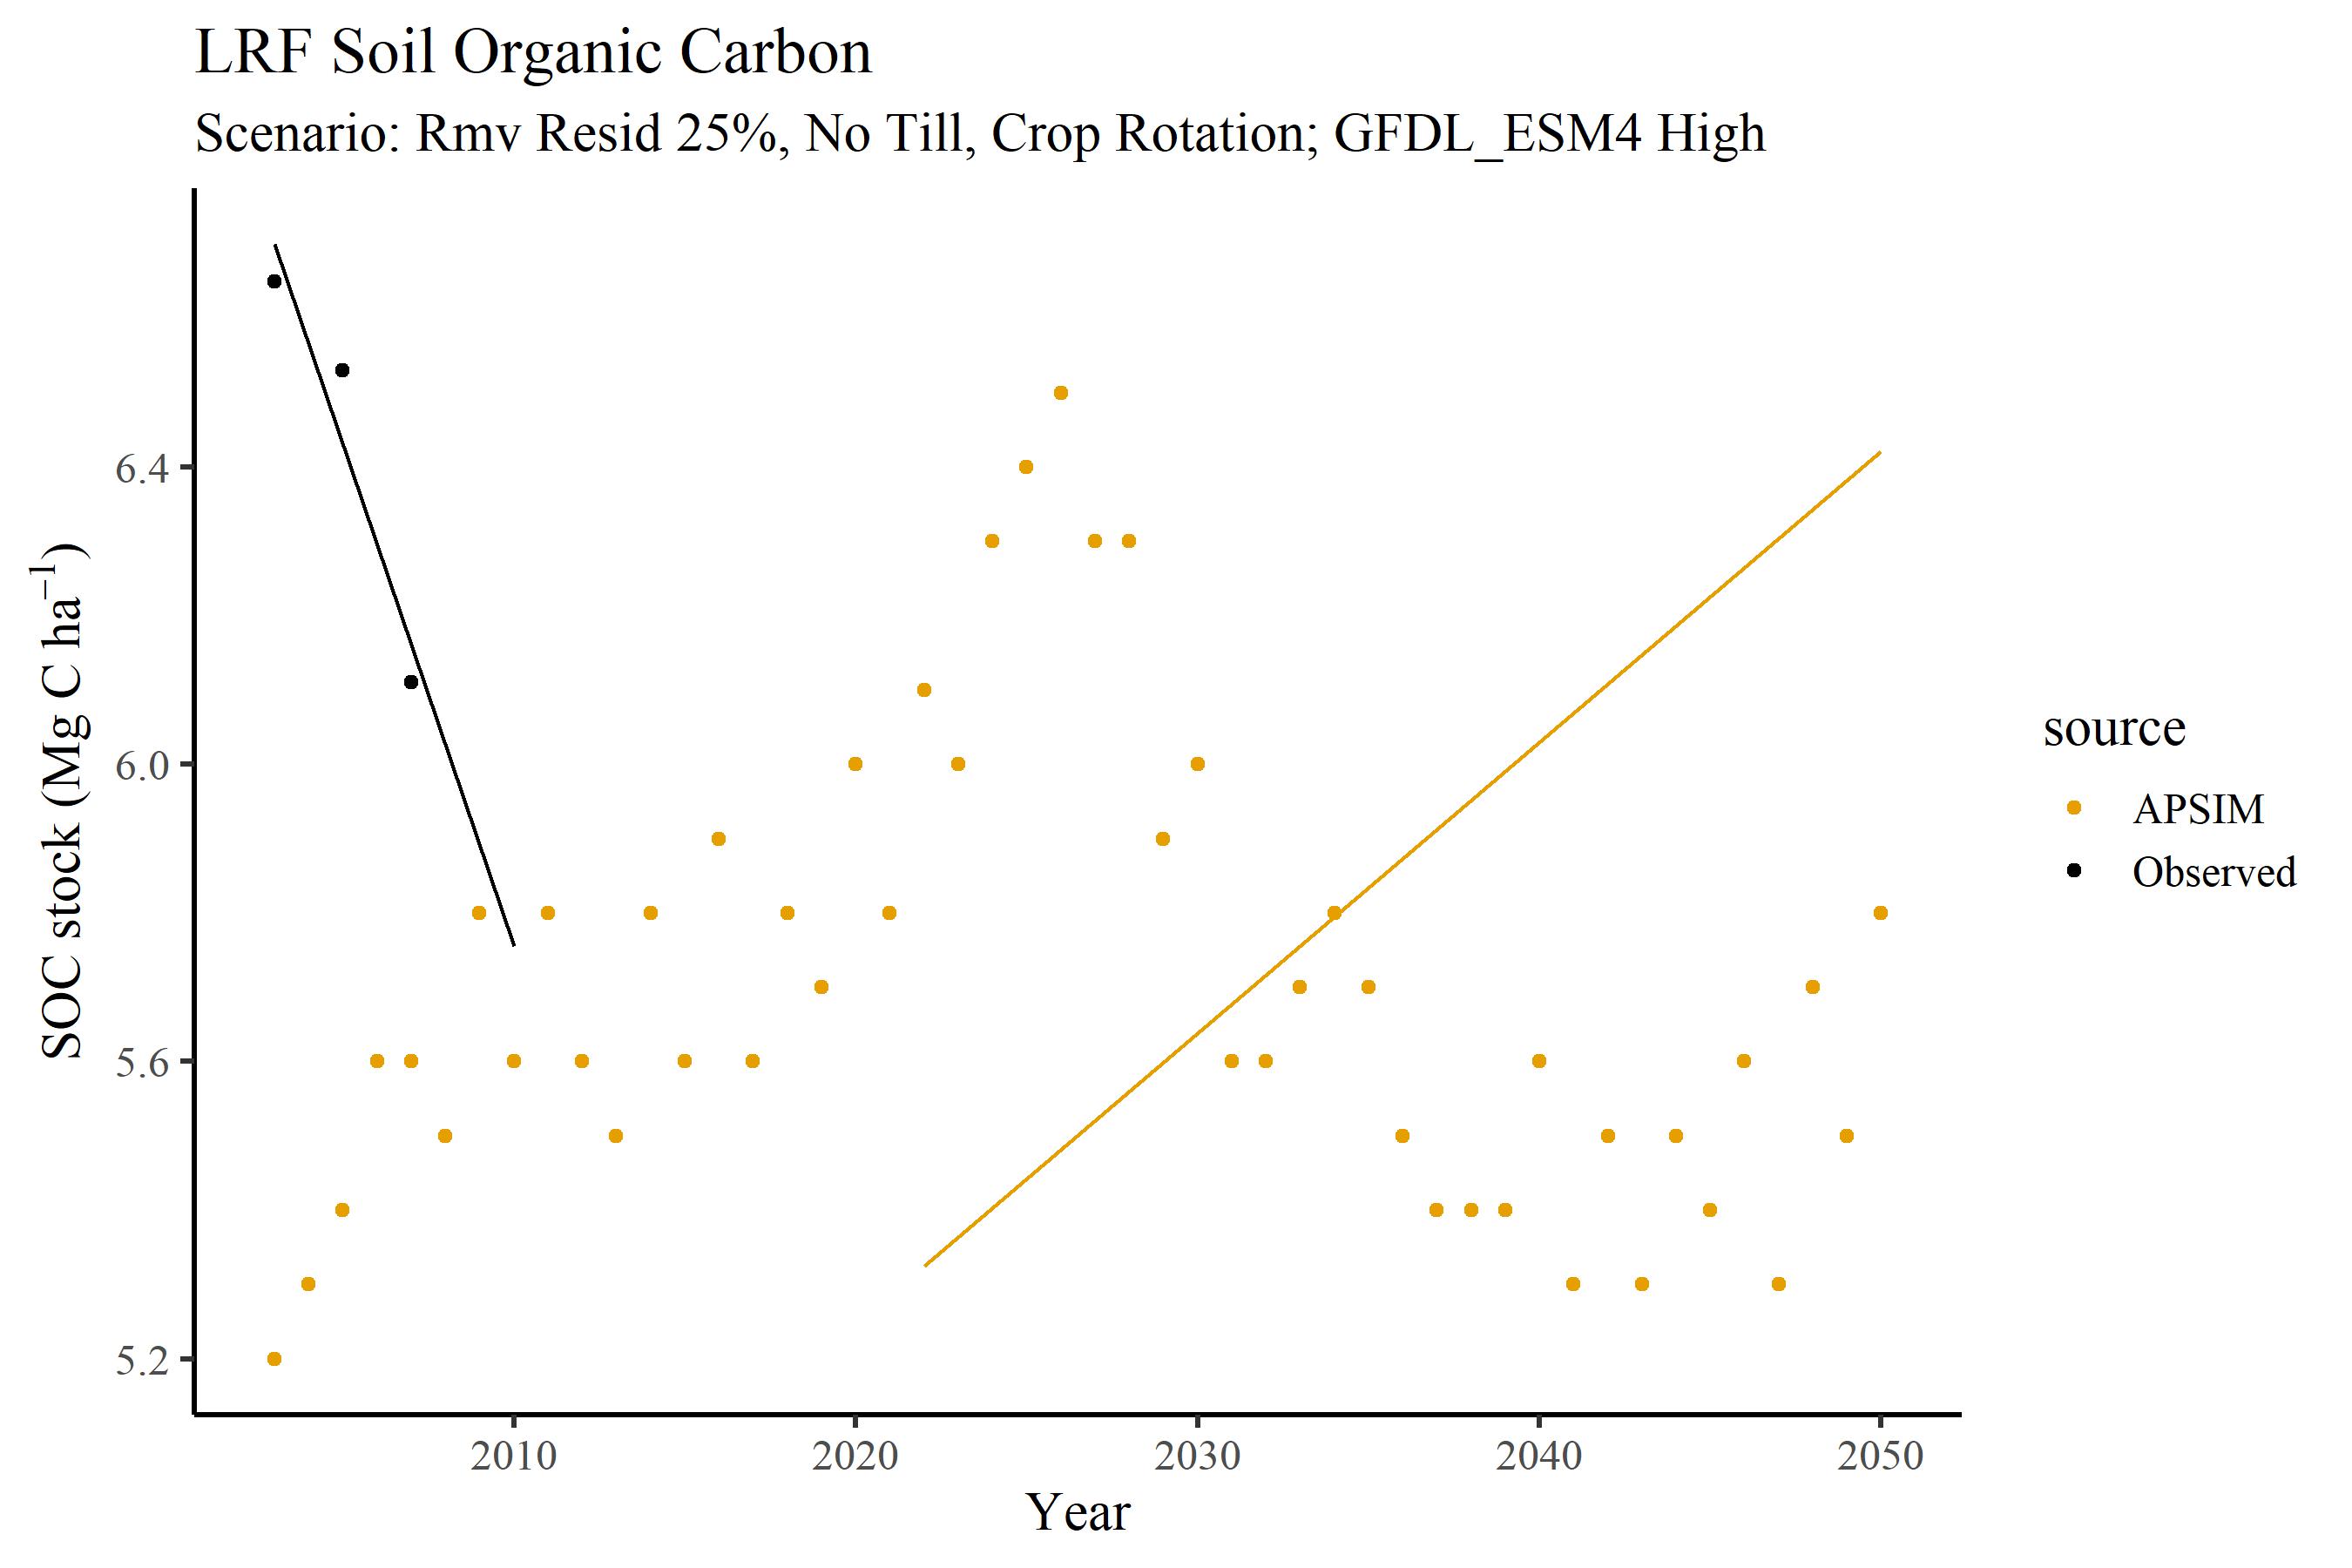 LRF Soil Organic Carbon
Scenario: Rmv Resid 25%, No Till, Crop Rotation; GFDL_ESM4 High
SOC stock (Mg C ha⁻¹)
6.4
6.0
5.6
5.2
2010 2020 2030 2040 2050
Year
source
APSIM
Observed